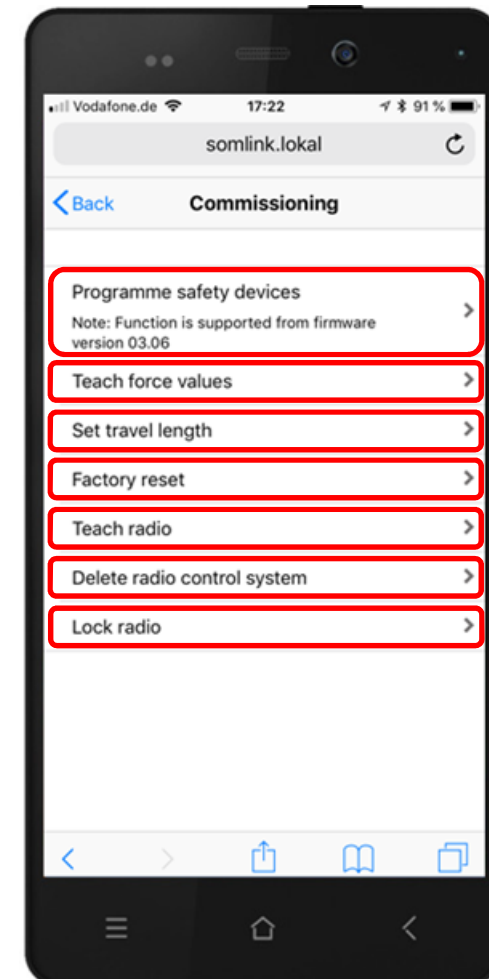 Vodafone.de 17:22 91 %
somlink.lokal
Back Commissioning
Programme safety devices
Note: Function is supported from firmware
version 03.06
Teach force values
Set travel length
Factory reset
Teach radio
Delete radio control system
Lock radio